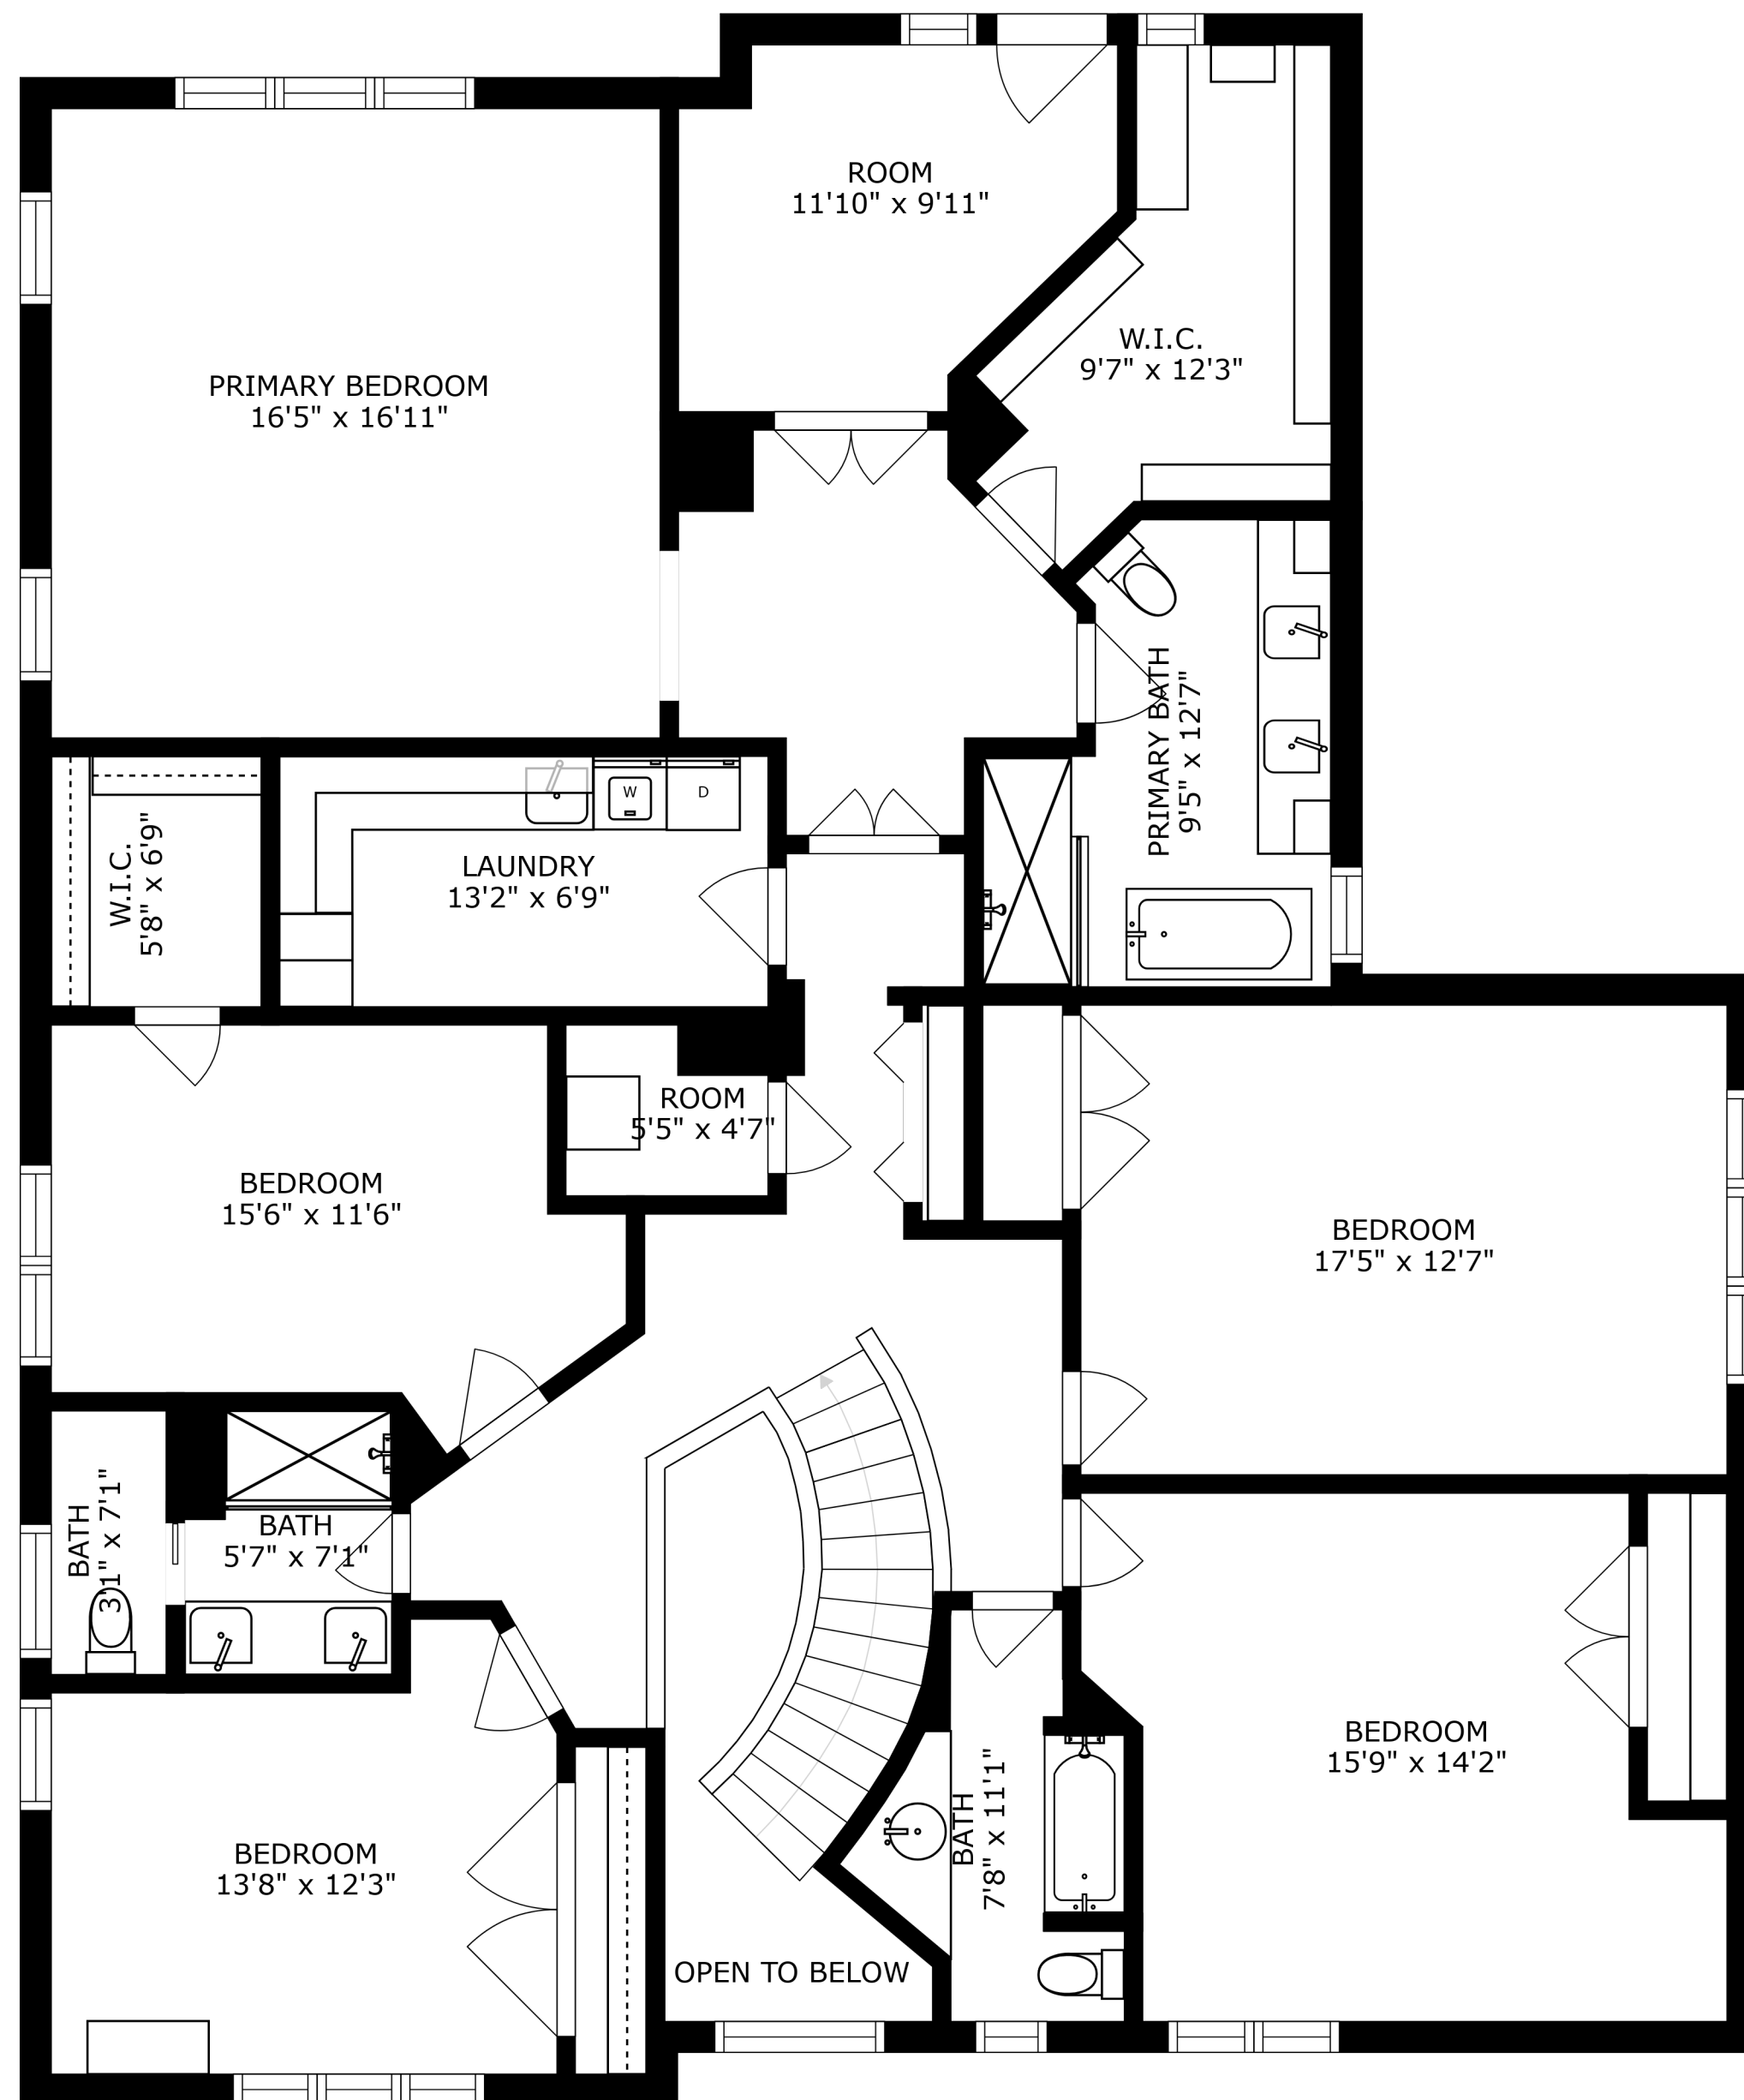 ROOM
11'10" x 9'11"
W.I.C.
9'7" x 12'3"
PRIMARY BEDROOM
16'5" x 16'11"
PRIMARY BATH
9'5" x 12'7"
W
D
LAUNDRY
13'2" x 6'9"
W.I.C.
5'8" x 6'9"
ROOM
5'5" x 4'7"
BEDROOM
15'6" x 11'6"
BEDROOM
17'5" x 12'7"
BATH
3'1" x 7'1"
BATH
5'7" x 7'1"
BEDROOM
15'9" x 14'2"
BATH
7'8" x 11'1"
BEDROOM
13'8" x 12'3"
OPEN TO BELOW